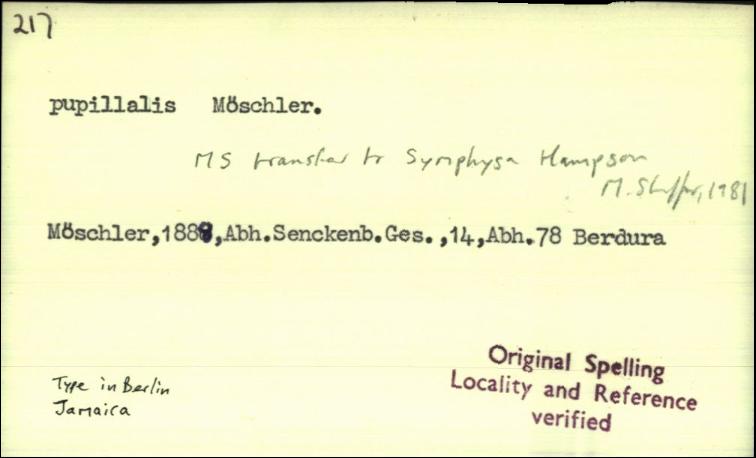 217
pupillalis Möschler.
MS transfer to Symphysa Hampson
M. Shaffer, 1981
Möschler,188 ,Abh.Senckenb.Ges.,14,Abh.78 Berdura
Type in Berlin
Jamaica
Original Spelling
Locality and Reference
verified